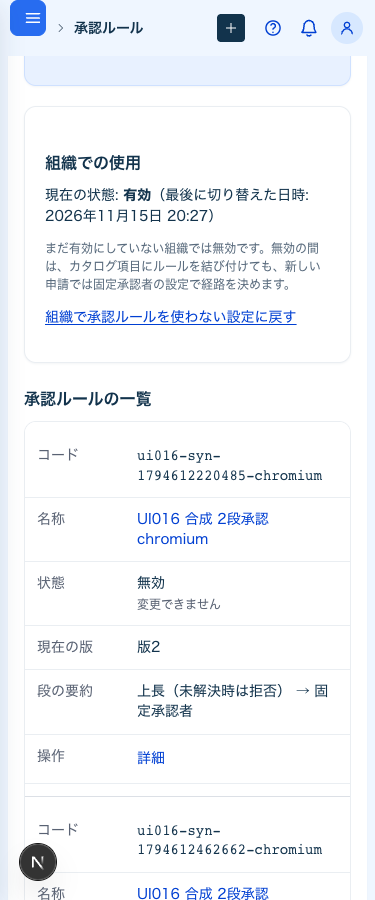 承認ルール
組織での使用
現在の状態: 有効（最後に切り替えた日時:
2026年11月15日 20:27）
まだ有効にしていない組織では無効です。無効の間
は、カタログ項目にルールを結び付けても、新しい
申請では固定承認者の設定で経路を決めます。
組織で承認ルールを使わない設定に戻す
承認ルールの一覧
コード
ui016-syn-
1794612220485-chromium
名称
UI016 合成 2段承認
chromium
状態
無効
変更できません
現在の版
版2
段の要約
上長（未解決時は拒否） → 固
定承認者
操作
詳細
コード
ui016-syn-
1794612462662-chromium
N
名称
UI016 合成 2段承認